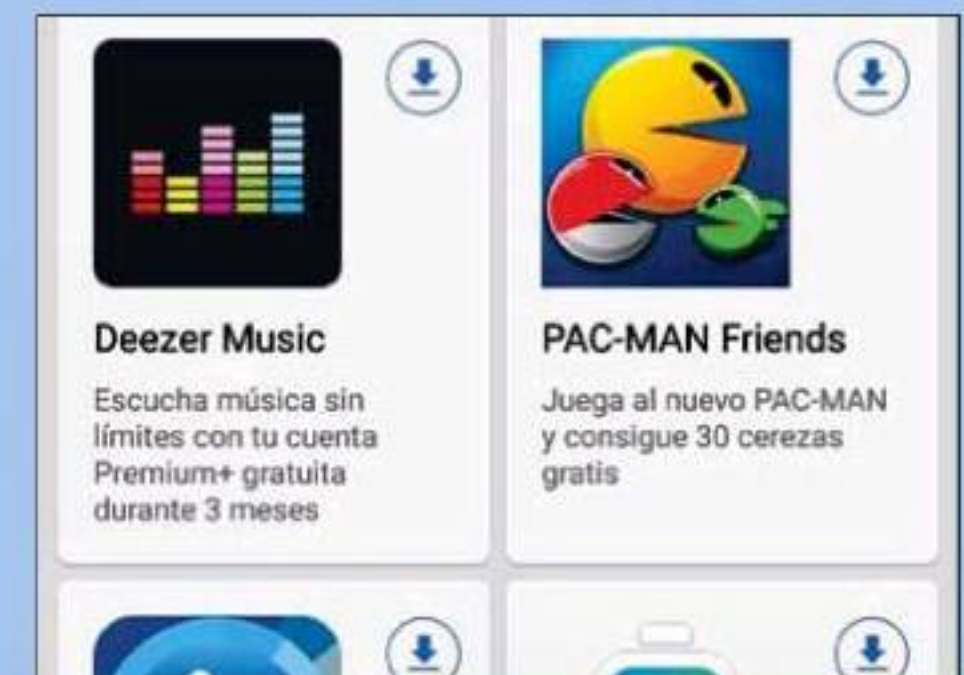 Deezer Music
Escucha música sin
límites con tu cuenta
Premium+ gratuita
durante 3 meses
PAC-MAN Friends
Juega al nuevo PAC-MAN
y consigue 30 cerezas
gratis